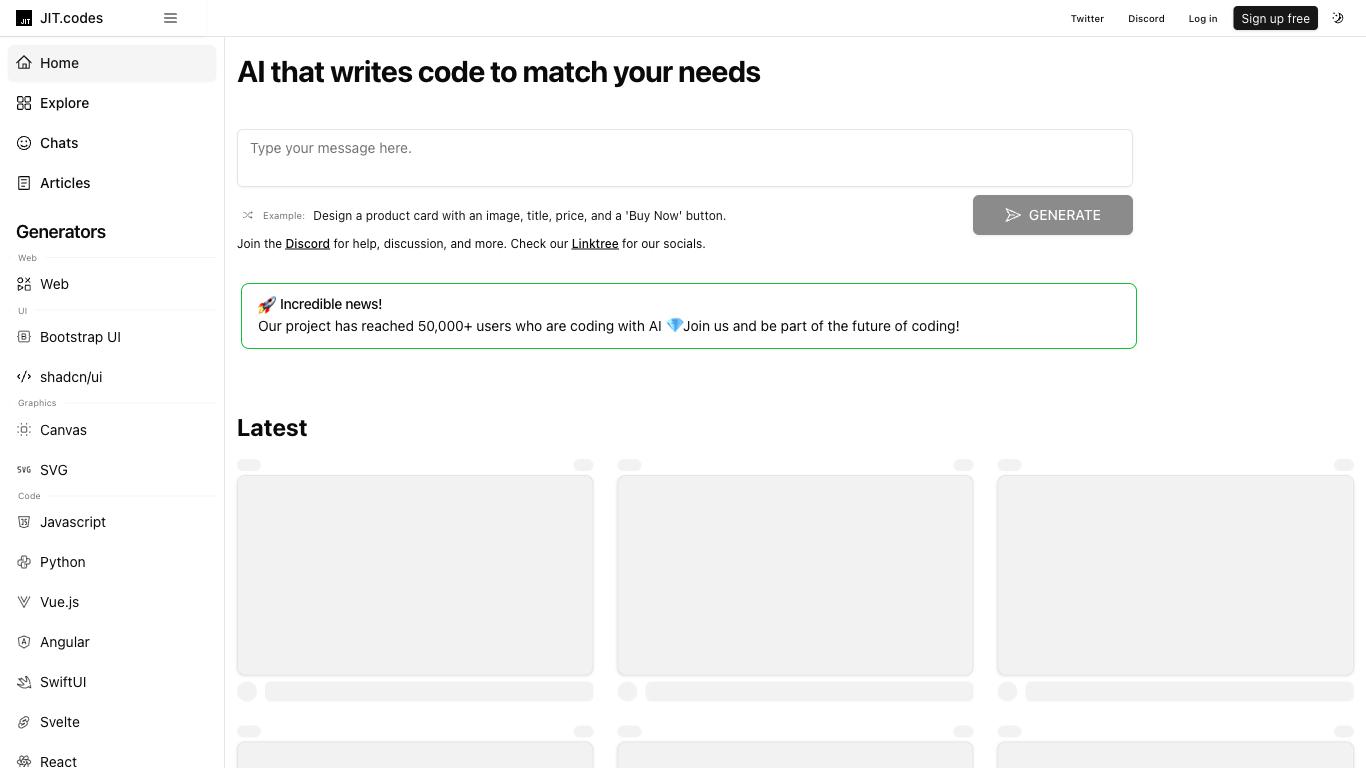 JIT
JIT.codes
Twitter
Discord
Log in
Sign up free
Home
Explore
Chats
Articles
Generators
Web
Web
UI
Bootstrap UI
shadcn/ui
Graphics
Canvas
SVG
SVG
Code
Javascript
Python
Vue.js
Angular
SwiftUI
Svelte
React
AI that writes code to match your needs
Type your message here.
Example: Design a product card with an image, title, price, and a 'Buy Now' button.
GENERATE
Join the Discord for help, discussion, and more. Check our Linktree for our socials.
🚀 Incredible news!
Our project has reached 50,000+ users who are coding with AI 💎Join us and be part of the future of coding!
Latest